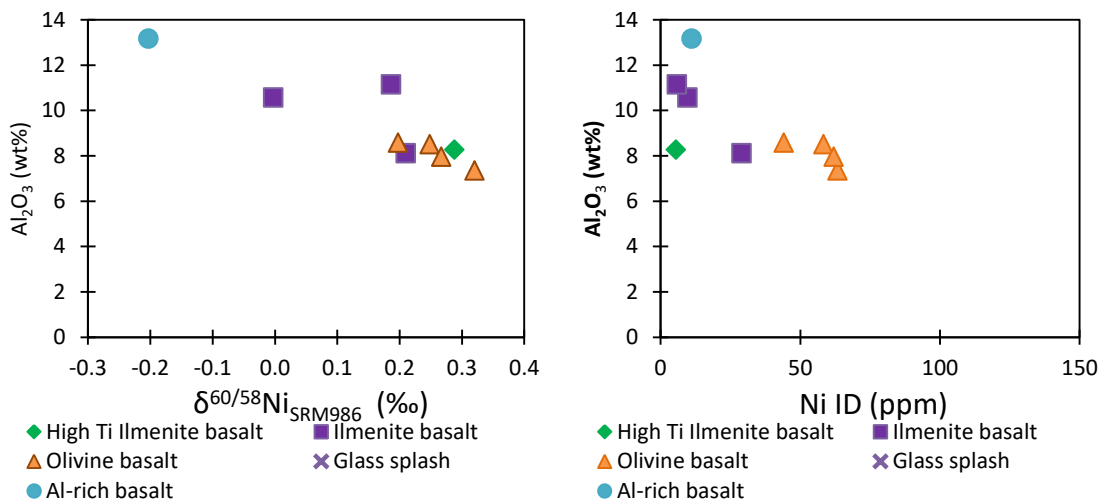 14
12
10
8
6
4
2
0
Al₂O₃ (wt%)
-0.3 -0.2 -0.1 0.0 0.1 0.2 0.3 0.4
δ⁶⁰/⁵⁸Ni_SRM986 (‰)
High Ti Ilmenite basalt Ilmenite basalt
Olivine basalt Glass splash
Al-rich basalt
14
12
10
8
6
4
2
0
Al₂O₃ (wt%)
0 50 100 150
Ni ID (ppm)
High Ti Ilmenite basalt Ilmenite basalt
Olivine basalt Glass splash
Al-rich basalt